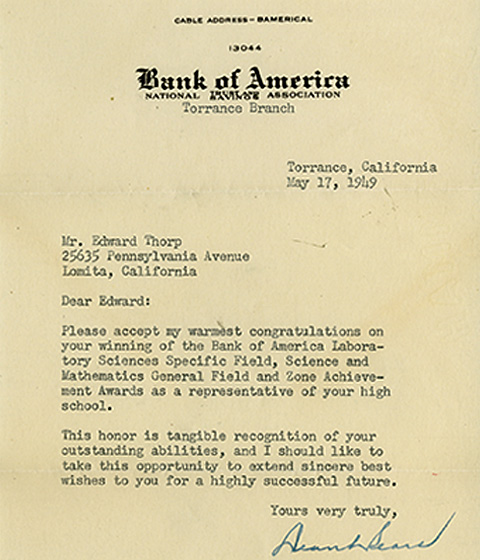 CABLE ADDRESS-BAMERICAL
13044
Bank of America
NATIONAL TRUST AND SAVINGS ASSOCIATION
Torrance Branch
Torrance, California
May 17, 1949
Mr. Edward Thorp
25635 Pennsylvania Avenue
Lomita, California
Dear Edward:
Please accept my warmest congratulations on
your winning of the Bank of America Labora-
tory Sciences Specific Field, Science and
Mathematics General Field and Zone Achieve-
ment Awards as a representative of your high
school.
This honor is tangible recognition of your
outstanding abilities, and I should like to
take this opportunity to extend sincere best
wishes to you for a highly successful future.
Yours very truly,